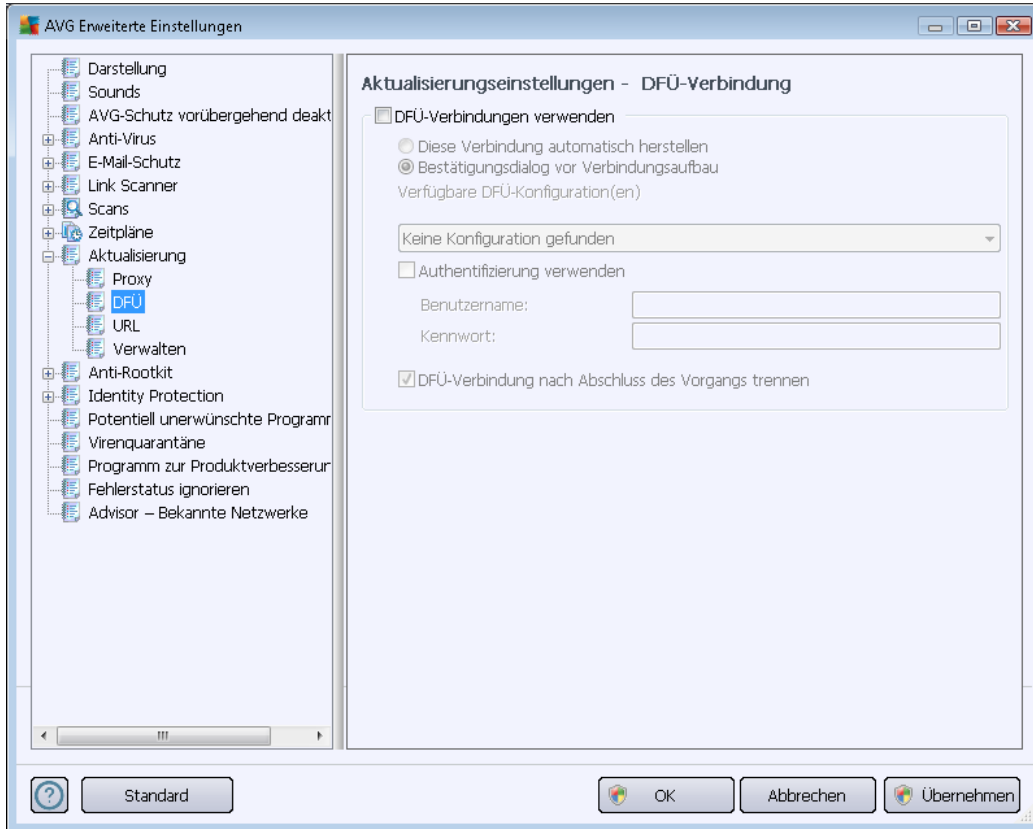 AVG Erweiterte Einstellungen
Darstellung
Sounds
AVG-Schutz vorübergehend deakt
Anti-Virus
E-Mail-Schutz
Link Scanner
Scans
Zeitpläne
Aktualisierung
Proxy
DFÜ
URL
Verwalten
Anti-Rootkit
Identity Protection
Potentiell unerwünschte Programm
Virenquarantäne
Programm zur Produktverbesserur
Fehlerstatus ignorieren
Advisor – Bekannte Netzwerke
Aktualisierungseinstellungen - DFÜ-Verbindung
DFÜ-Verbindungen verwenden
Diese Verbindung automatisch herstellen
Bestätigungsdialog vor Verbindungsaufbau
Verfügbare DFÜ-Konfiguration(en)
Keine Konfiguration gefunden
Authentifizierung verwenden
Benutzername:
Kennwort:
DFÜ-Verbindung nach Abschluss des Vorgangs trennen
Standard
OK
Abbrechen
Übernehmen